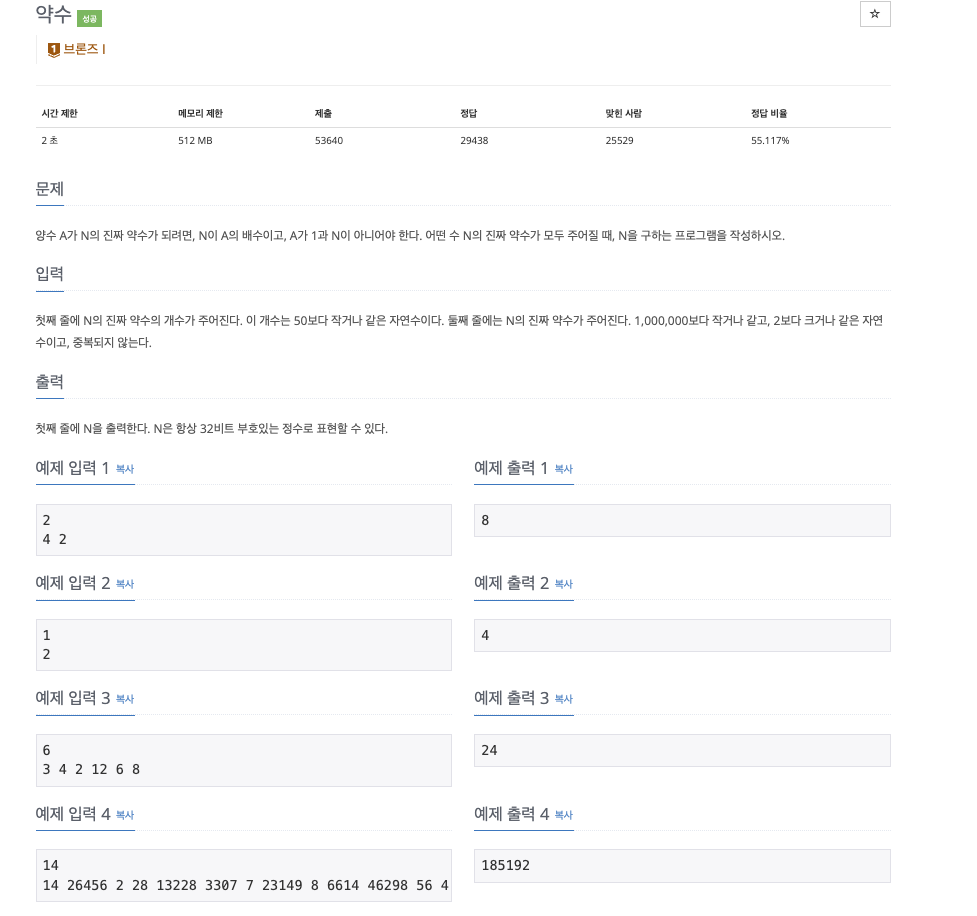 약수 성공
☆
1 브론즈 I
시간 제한 메모리 제한 제출 정답 맞힌 사람 정답 비율
2 초 512 MB 53640 29438 25529 55.117%
문제
양수 A가 N의 진짜 약수가 되려면, N이 A의 배수이고, A가 1과 N이 아니어야 한다. 어떤 수 N의 진짜 약수가 모두 주어질 때, N을 구하는 프로그램을 작성하시오.
입력
첫째 줄에 N의 진짜 약수의 개수가 주어진다. 이 개수는 50보다 작거나 같은 자연수이다. 둘째 줄에는 N의 진짜 약수가 주어진다. 1,000,000보다 작거나 같고, 2보다 크거나 같은 자연
수이고, 중복되지 않는다.
출력
첫째 줄에 N을 출력한다. N은 항상 32비트 부호있는 정수로 표현할 수 있다.
예제 입력 1 복사
2
4 2
예제 출력 1 복사
8
예제 입력 2 복사
1
2
예제 출력 2 복사
4
예제 입력 3 복사
6
3 4 2 12 6 8
예제 출력 3 복사
24
예제 입력 4 복사
14
14 26456 2 28 13228 3307 7 23149 8 6614 46298 56 4
예제 출력 4 복사
185192